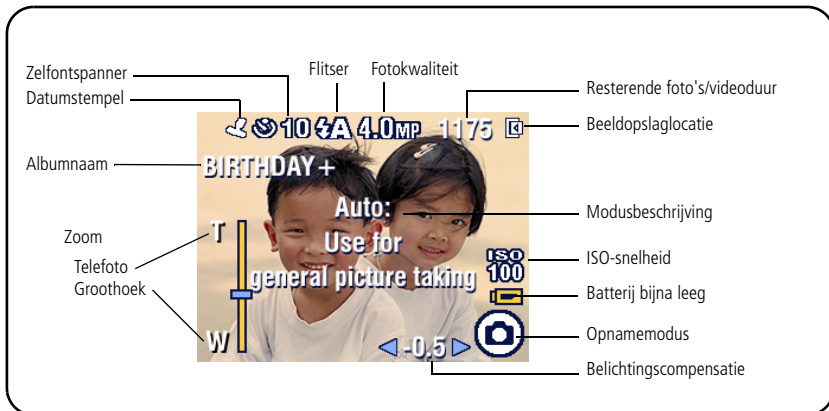 Zelfontspanner
Datumstempel
Flitser
Fotokwaliteit
Resterende foto's/videoduur
Beeldopslaglocatie
10 4A 4.0MP 1175
Albumnaam
BIRTHDAY+
Auto:
Use for
general picture taking
Modusbeschrijving
Zoom
Telefoto
Groothoek
T
W
ISO
100
ISO-snelheid
Batterij bijna leeg
Opnamemodus
-0.5
Belichtingscompensatie